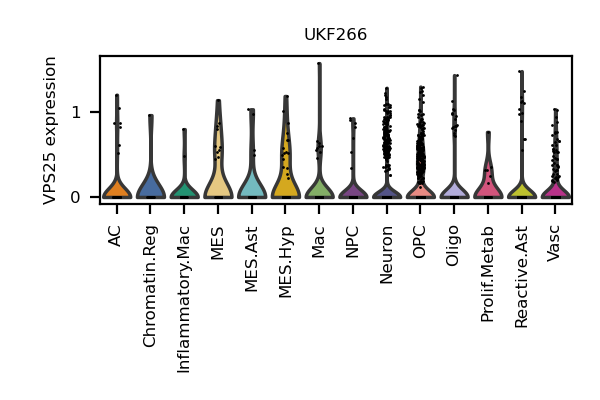 UKF266
VPS25 expression
1
0
AC
Chromatin.Reg
Inflammatory.Mac
MES
MES.Ast
MES.Hyp
Mac
NPC
Neuron
OPC
Oligo
Prolif.Metab
Reactive.Ast
Vasc